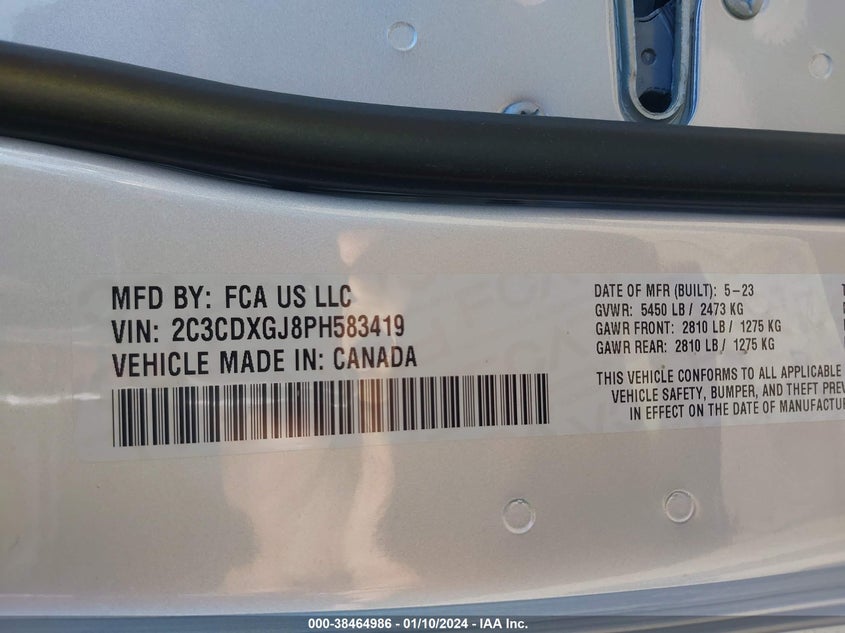 MFD BY: FCA US LLC
VIN: 2C3CDXGJ8PH583419
VEHICLE MADE IN: CANADA
DATE OF MFR (BUILT): 5-23
GVWR: 5450 LB / 2473 KG
GAWR FRONT: 2810 LB / 1275 KG
GAWR REAR: 2810 LB / 1275 KG
THIS VEHICLE CONFORMS TO ALL APPLICABLE
VEHICLE SAFETY, BUMPER, AND THEFT PREV
IN EFFECT ON THE DATE OF MANUFACTU
000-38464986 - 01/10/2024 - IAA Inc.